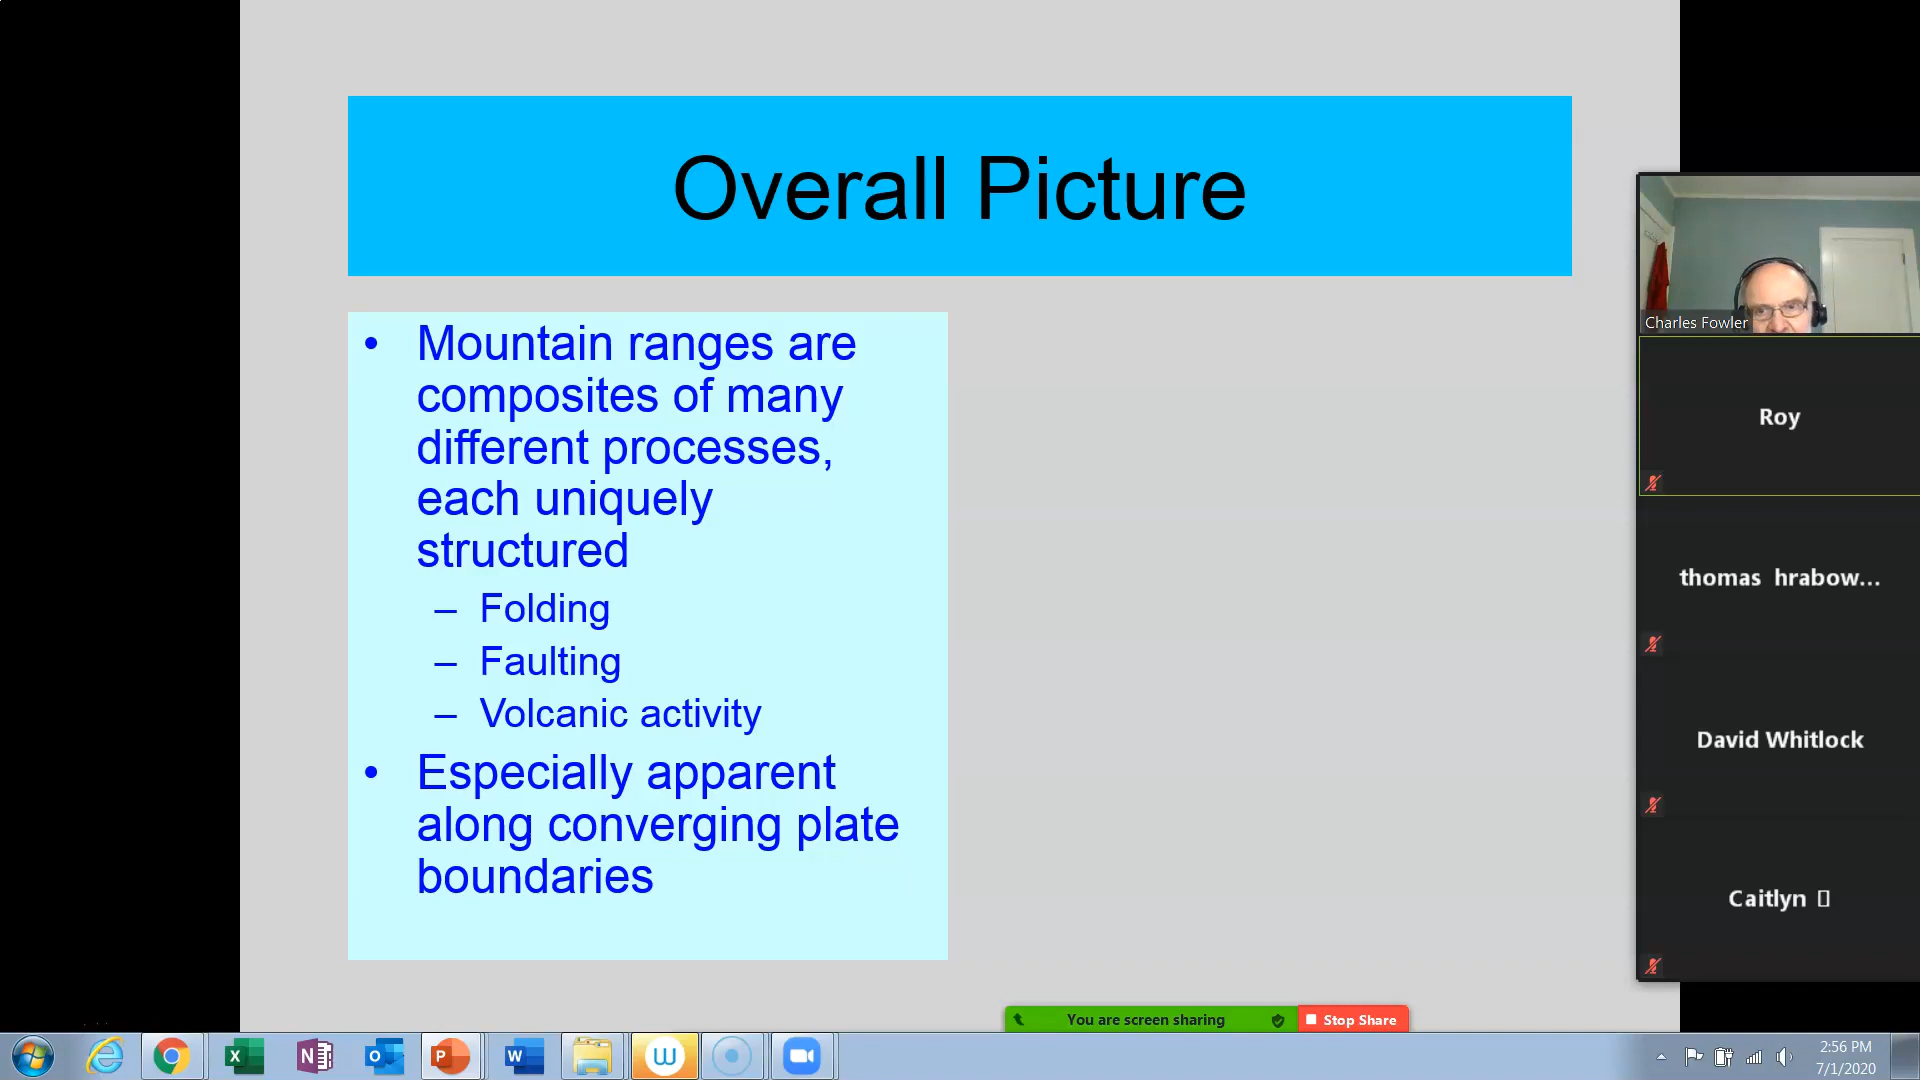 Overall Picture
• Mountain ranges are
composites of many
different processes,
each uniquely
structured
– Folding
– Faulting
– Volcanic activity
• Especially apparent
along converging plate
boundaries
Charles Fowler
Roy
thomas hrabow...
David Whitlock
Caitlyn
You are screen sharing
Stop Share
2:56 PM
7/1/2020